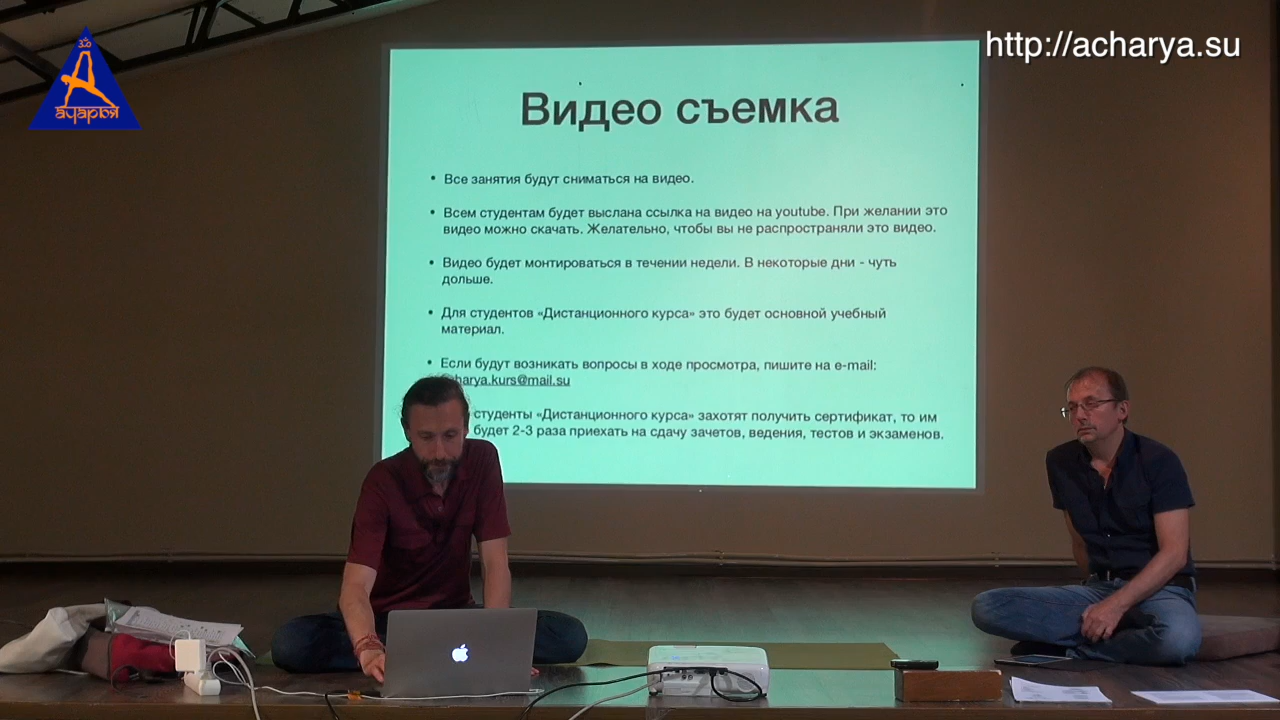 http://acharya.su
ॐ
ачарья
Видео съемка
• Все занятия будут сниматься на видео.
• Всем студентам будет выслана ссылка на видео на youtube. При желании это
видео можно скачать. Желательно, чтобы вы не распространяли это видео.
• Видео будет монтироваться в течении недели. В некоторые дни - чуть
дольше.
• Для студентов «Дистанционного курса» это будет основной учебный
материал.
• Если будут возникать вопросы в ходе просмотра, пишите на e-mail:
harya.kurs@mail.su
студенты «Дистанционного курса» захотят получить сертификат, то им
будет 2-3 раза приехать на сдачу зачетов, ведения, тестов и экзаменов.